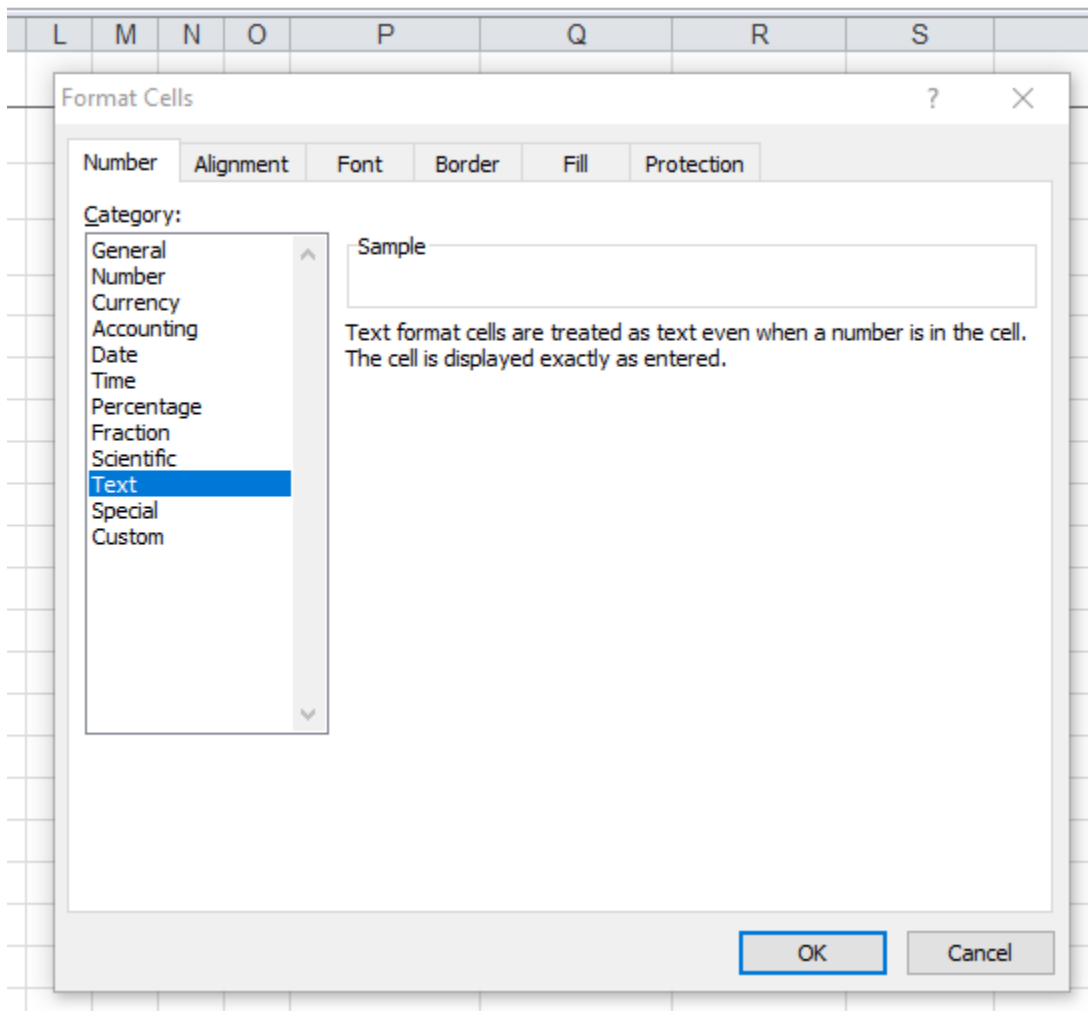 L M N O P Q R S
Format Cells ?
Number Alignment Font Border Fill Protection
Category:
General
Number
Currency
Accounting
Date
Time
Percentage
Fraction
Scientific
Text
Special
Custom
Sample
Text format cells are treated as text even when a number is in the cell.
The cell is displayed exactly as entered.
OK Cancel